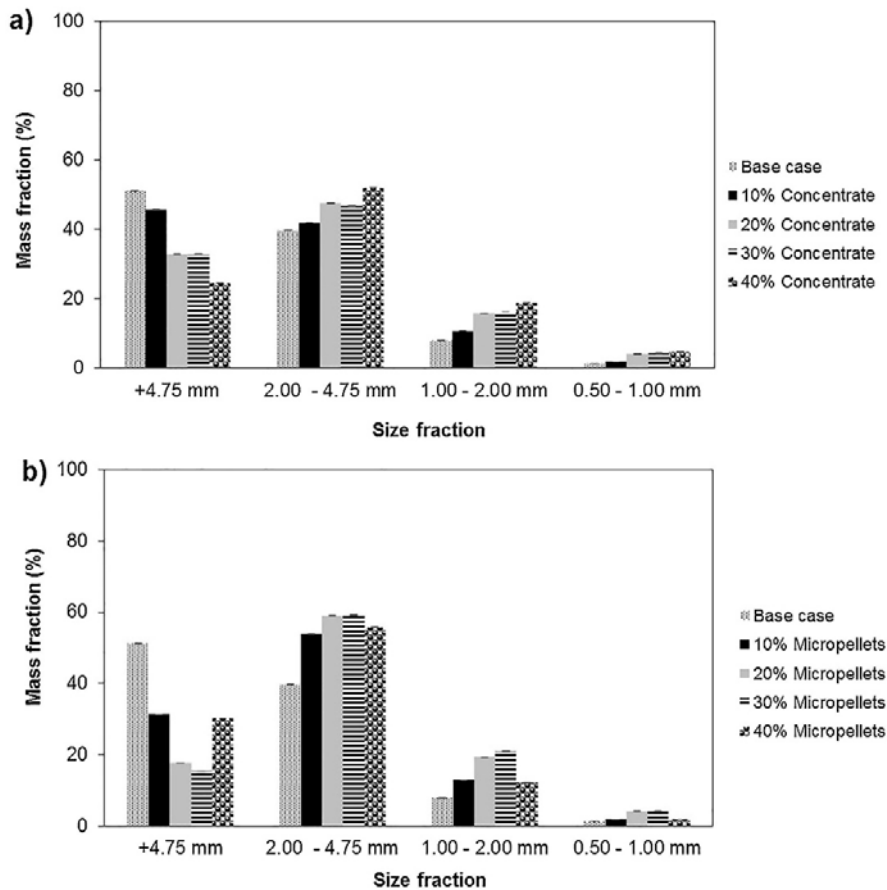 a)
100
80
60
40
20
0
Mass fraction (%)
+4.75 mm
2.00 - 4.75 mm
1.00 - 2.00 mm
0.50 - 1.00 mm
Size fraction
Base case
10% Concentrate
20% Concentrate
30% Concentrate
40% Concentrate
b)
100
80
60
40
20
0
Mass fraction (%)
+4.75 mm
2.00 - 4.75 mm
1.00 - 2.00 mm
0.50 - 1.00 mm
Size fraction
Base case
10% Micropellets
20% Micropellets
30% Micropellets
40% Micropellets